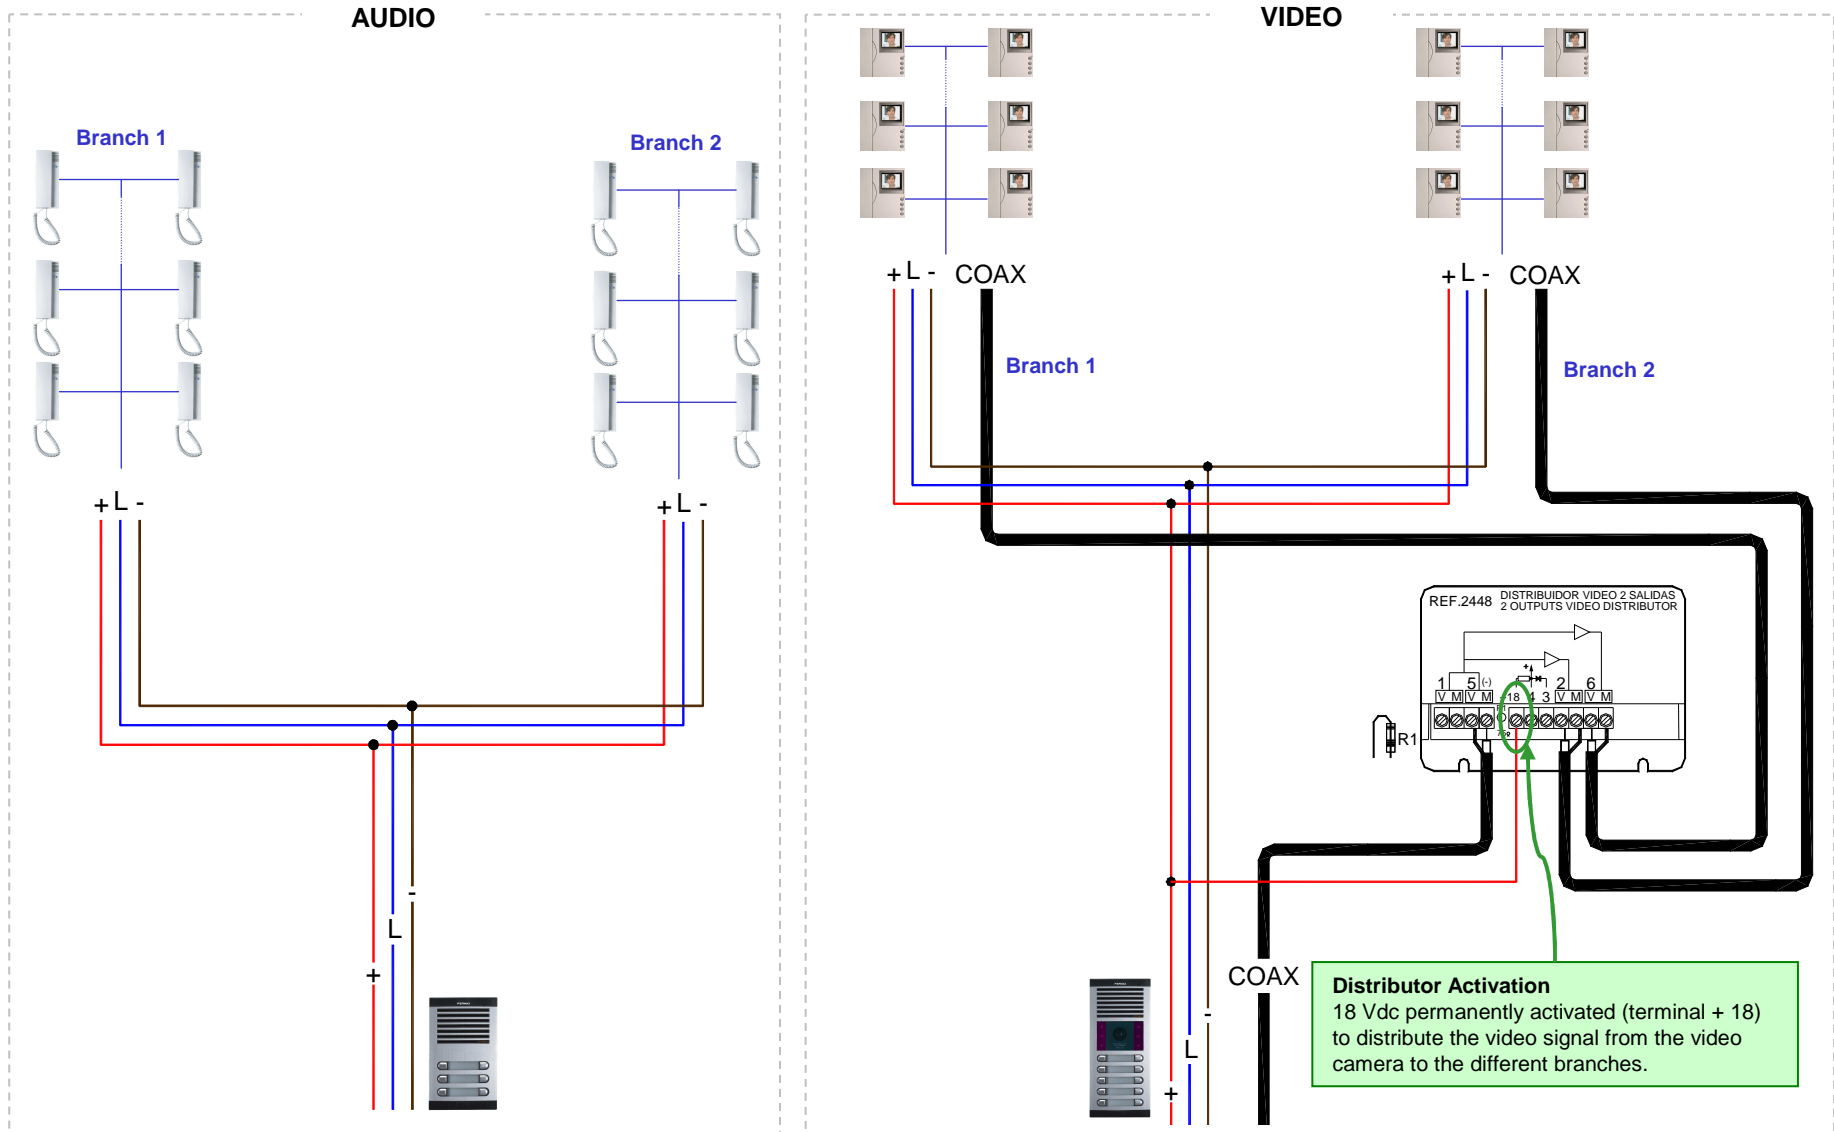 AUDIO
Branch 1
Branch 2
+ L -
+ L -
-
L
+
VIDEO
+ L - COAX
+ L - COAX
Branch 1
Branch 2
REF.2448 DISTRIBUIDOR VIDEO 2 SALIDAS
2 OUTPUTS VIDEO DISTRIBUTOR
+
1 5 (-) 2 6
V M V M 18 4 3 V M V M
R1
COAX
-
L
+
Distributor Activation
18 Vdc permanently activated (terminal + 18)
to distribute the video signal from the video
camera to the different branches.